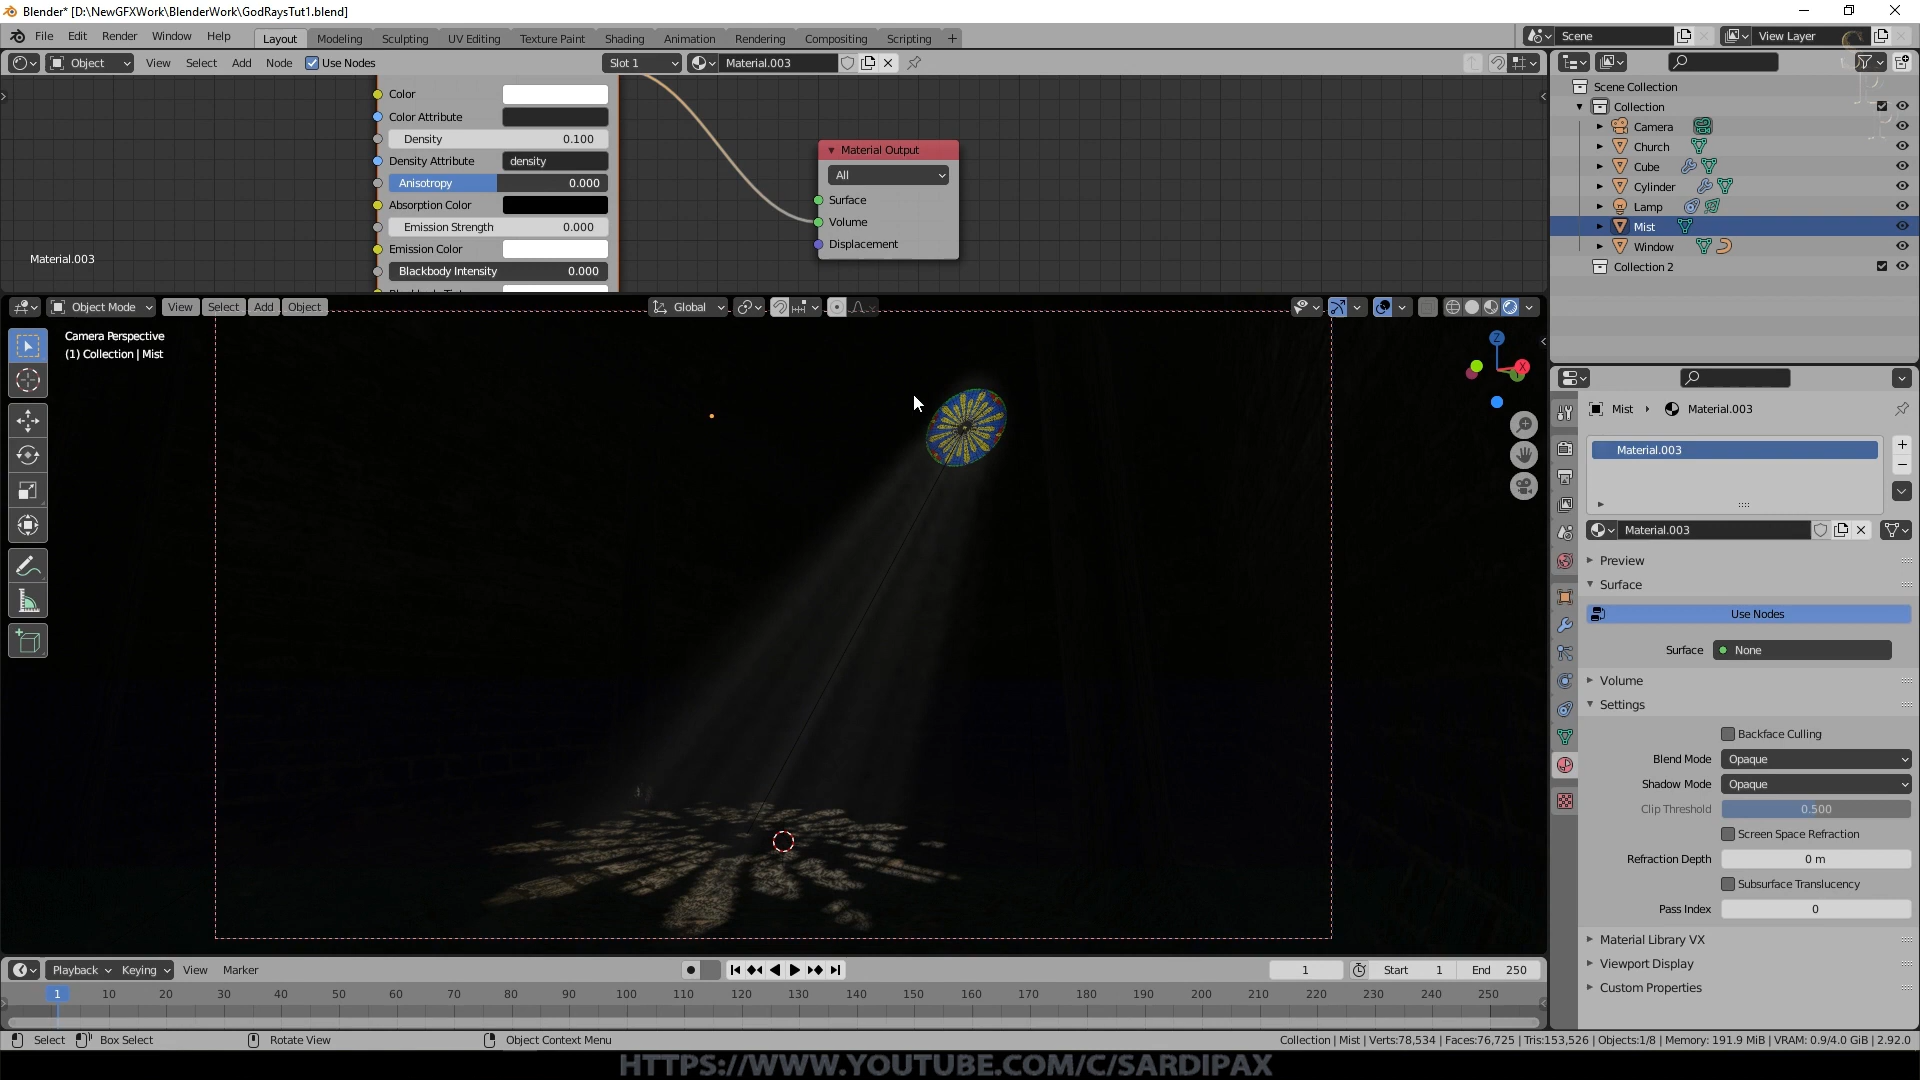 Blender* [D:\NewGFXWork\BlenderWork\GodRaysTut1.blend]
File Edit Render Window Help Layout Modeling Sculpting UV Editing Texture Paint Shading Animation Rendering Compositing Scripting + Scene View Layer
Object View Select Add Node Use Nodes Slot 1 Material.003
Color
Color Attribute
Density 0.100
Density Attribute density
Anisotropy 0.000
Absorption Color
Emission Strength 0.000
Emission Color
Blackbody Intensity 0.000
Material.003
Material Output
All
Surface
Volume
Displacement
Scene Collection
Collection
Camera
Church
Cube
Cylinder
Lamp
Mist
Window
Collection 2
Object Mode View Select Add Object Global
Camera Perspective
(1) Collection | Mist
Z
X
Mist Material.003
Material.003
Material.003
Preview
Surface
Use Nodes
Surface None
Volume
Settings
Backface Culling
Blend Mode Opaque
Shadow Mode Opaque
Clip Threshold 0.500
Screen Space Refraction
Refraction Depth 0 m
Subsurface Translucency
Pass Index 0
Material Library VX
Viewport Display
Custom Properties
Playback Keying View Marker 1 Start 1 End 250
1 10 20 30 40 50 60 70 80 90 100 110 120 130 140 150 160 170 180 190 200 210 220 230 240 250
Select Box Select Rotate View Object Context Menu Collection | Mist | Verts:78,534 | Faces:76,725 | Tris:153,526 | Objects:1/8 | Memory: 191.9 MiB | VRAM: 0.9/4.0 GiB | 2.92.0
HTTPS://WWW.YOUTUBE.COM/C/SARDIPAX